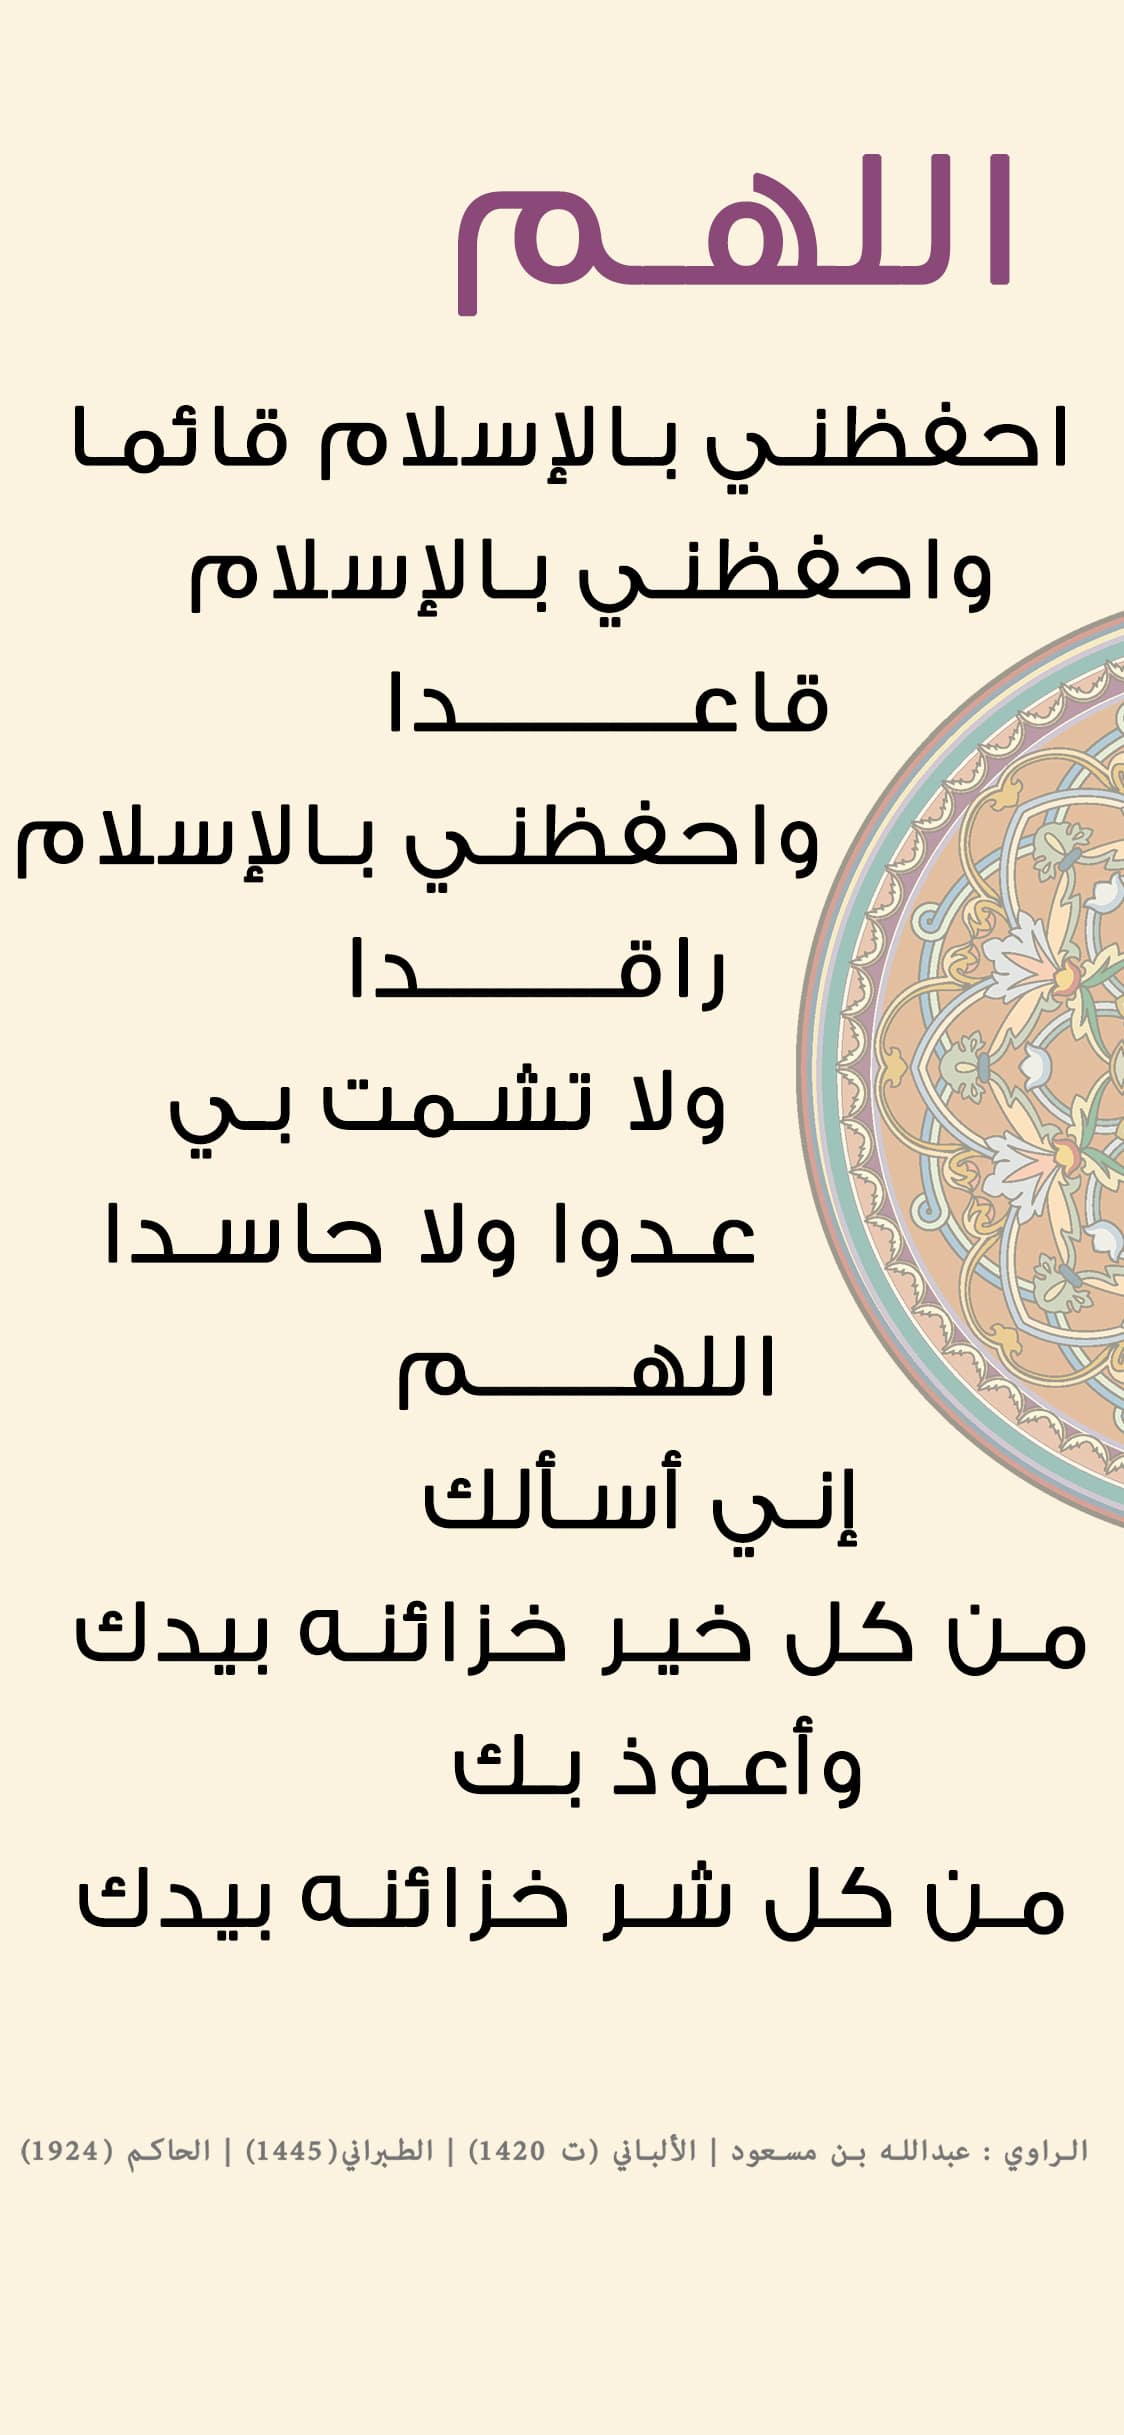 اللهم
احفظني بالإسلام قائما
واحفظني بالإسلام
قاعدا
واحفظني بالإسلام
راقدا
ولا تشمت بي
عدوا ولا حاسدا
اللهم
إني أسألك
من كل خير خزائنه بيدك
وأعوذ بك
من كل شر خزائنه بيدك
الراوي : عبدالله بن مسعود | الألباني (ت 1420) | الطبراني(1445) | الحاكم (1924)